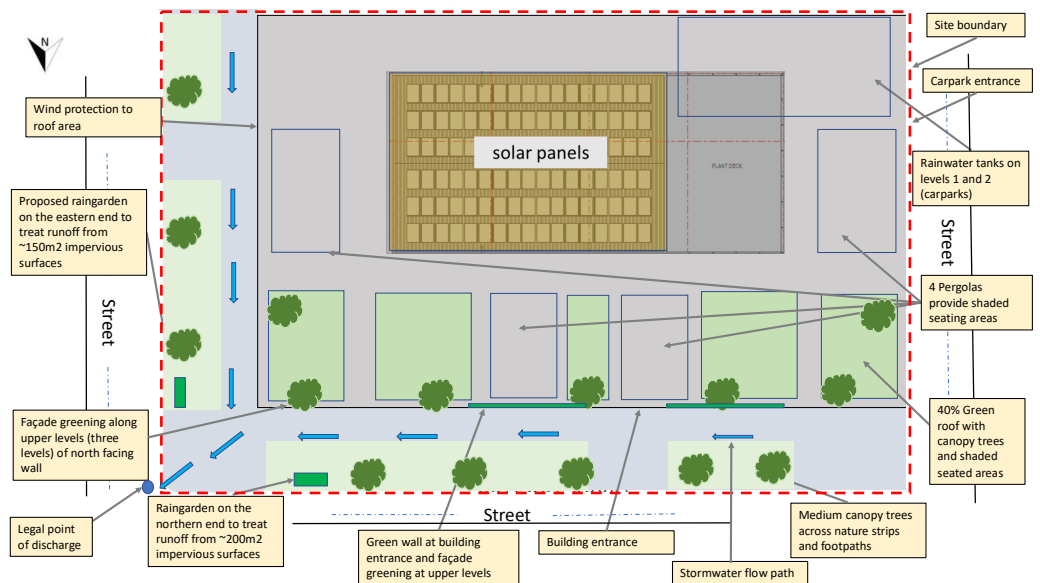 N
Site boundary
Carpark entrance
Wind protection to
roof area
solar panels
PLANT DECK
Rainwater tanks on
levels 1 and 2
(carparks)
Proposed raingarden
on the eastern end to
treat runoff from
~150m2 impervious
surfaces
Street
Street
4 Pergolas
provide shaded
seating areas
Façade greening along
upper levels (three
levels) of north facing
wall
40% Green
roof with
canopy trees
and shaded
seated areas
Legal point
of discharge
Raingarden on the
northern end to treat
runoff from ~200m2
impervious surfaces
Street
Green wall at building
entrance and façade
greening at upper levels
Building entrance
Stormwater flow path
Medium canopy trees
across nature strips
and footpaths